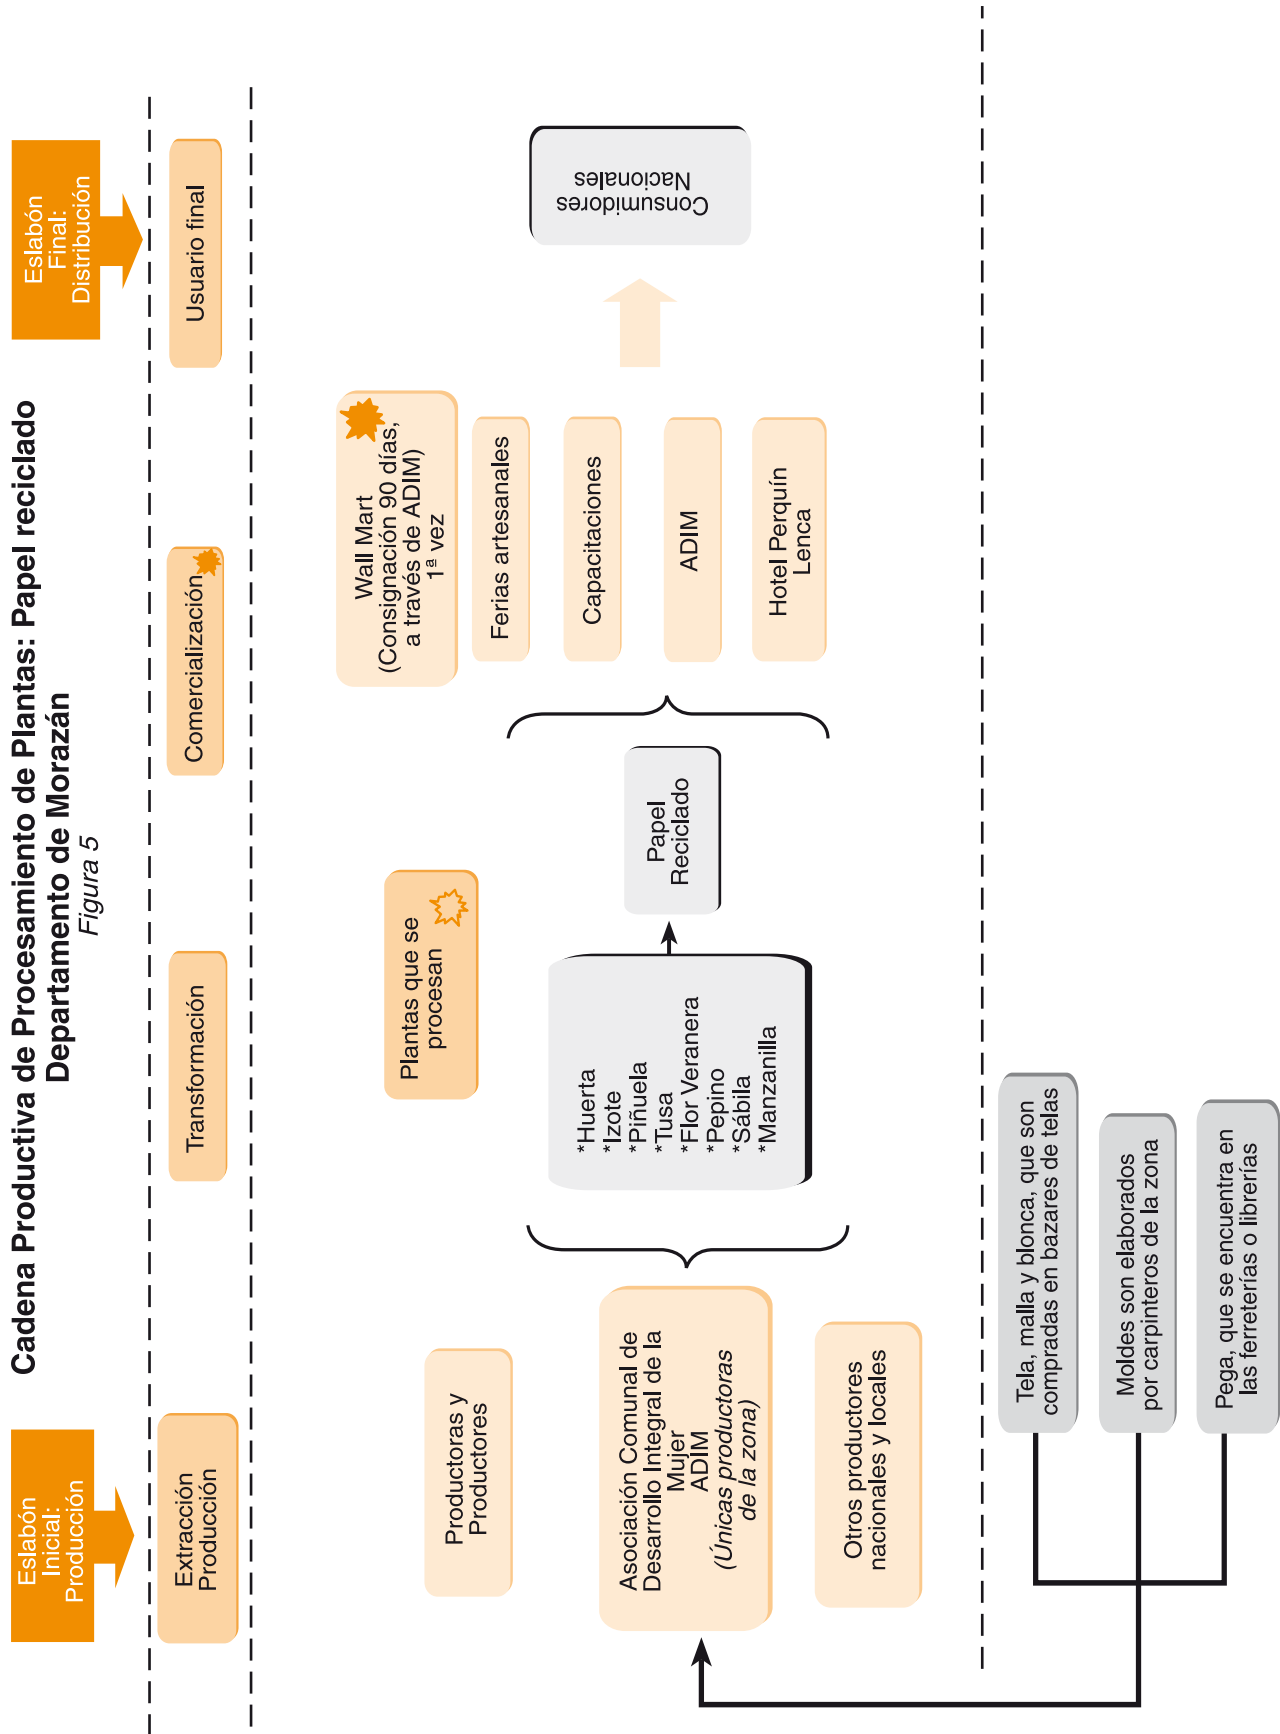 Cadena Productiva de Procesamiento de Plantas: Papel reciclado
Departamento de Morazán
Figura 5
Eslabón
Inicial:
Producción
Eslabón
Final:
Distribución
Extracción
Producción
Transformación
Comercialización
Usuario final
Productoras y
Productores
Asociación Comunal de
Desarrollo Integral de la
Mujer
ADIM
(Únicas productoras
de la zona)
Otros productores
nacionales y locales
Plantas que se
procesan
*Huerta
*Izote
*Piñuela
*Tusa
*Flor Veranera
*Pepino
*Sábila
*Manzanilla
Papel
Reciclado
Wall Mart
(Consignación 90 días,
a través de ADIM)
1ª vez
Ferias artesanales
Capacitaciones
ADIM
Hotel Perquín
Lenca
Consumidores
Nacionales
Tela, malla y blonca, que son
compradas en bazares de telas
Moldes son elaborados
por carpinteros de la zona
Pega, que se encuentra en
las ferreterías o librerías